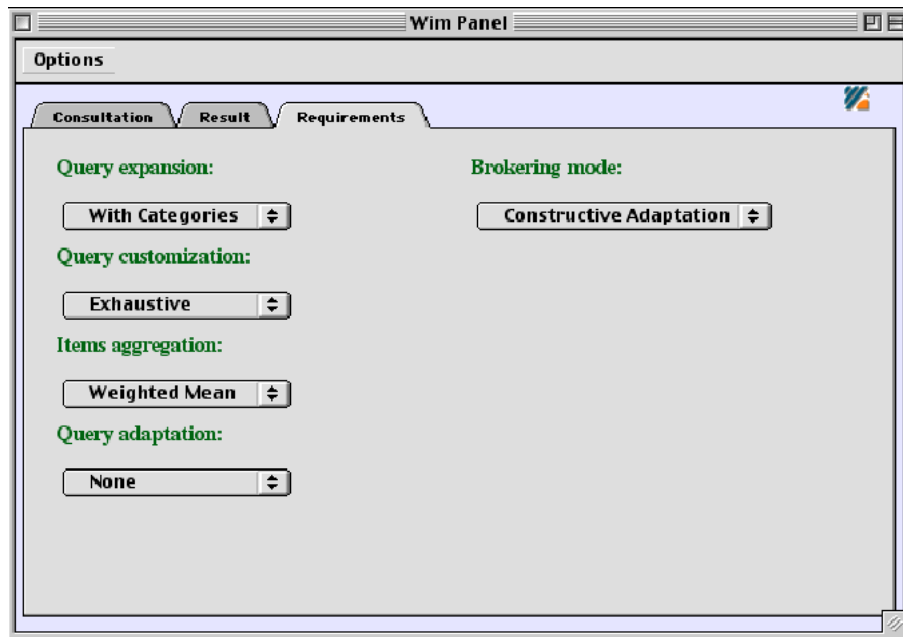 Wim Panel
Options
Consultation
Result
Requirements
Query expansion:
Brokering mode:
With Categories
Constructive Adaptation
Query customization:
Exhaustive
Items aggregation:
Weighted Mean
Query adaptation:
None